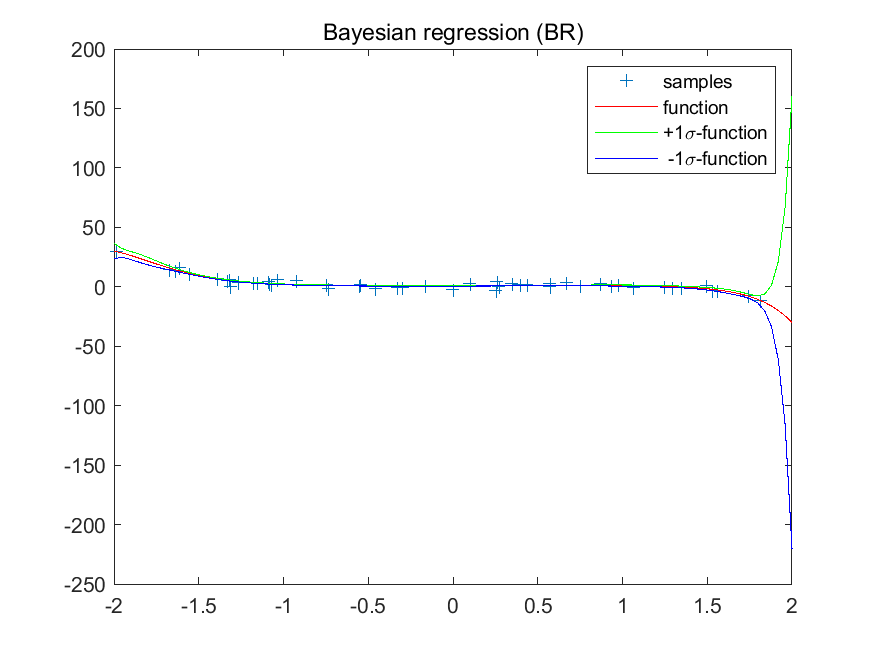 Bayesian regression (BR)
200
150
100
50
0
-50
-100
-150
-200
-250
samples
function
+1σ-function
-1σ-function
-2 -1.5 -1 -0.5 0 0.5 1 1.5 2